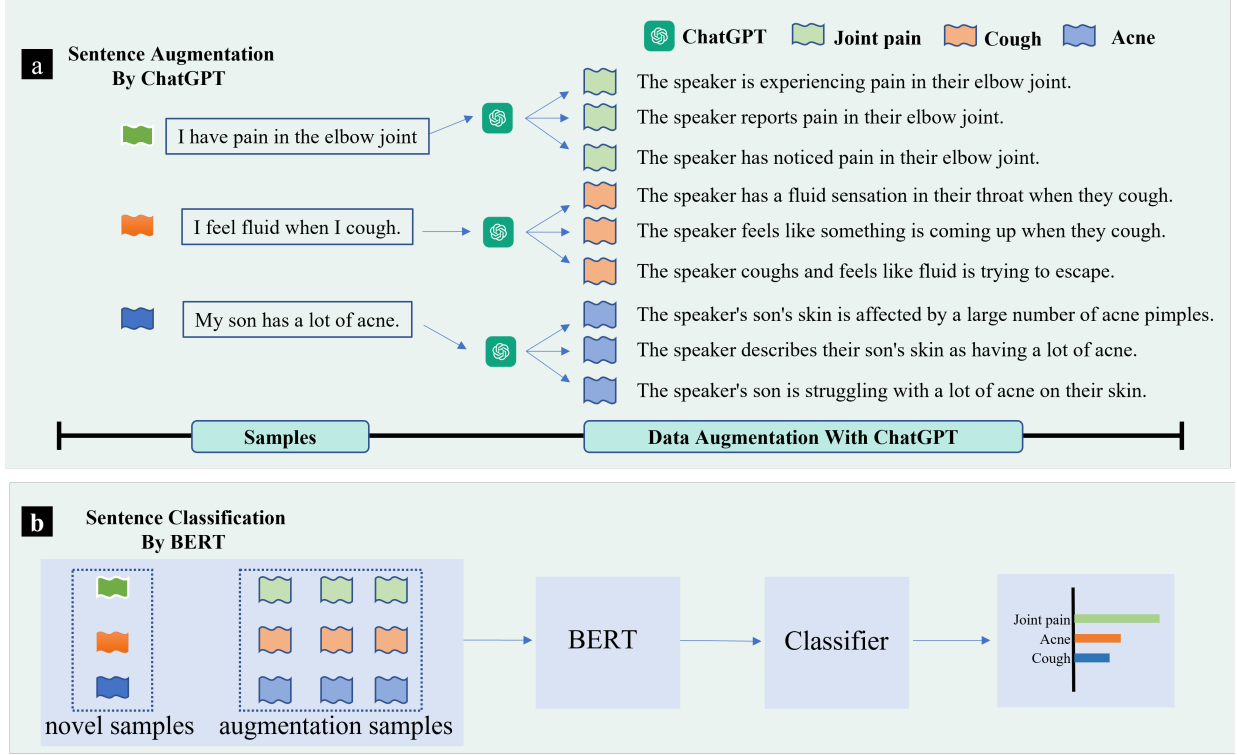 a
Sentence Augmentation
By ChatGPT
ChatGPT
Joint pain
Cough
Acne
I have pain in the elbow joint
The speaker is experiencing pain in their elbow joint.
The speaker reports pain in their elbow joint.
The speaker has noticed pain in their elbow joint.
I feel fluid when I cough.
The speaker has a fluid sensation in their throat when they cough.
The speaker feels like something is coming up when they cough.
The speaker coughs and feels like fluid is trying to escape.
My son has a lot of acne.
The speaker's son's skin is affected by a large number of acne pimples.
The speaker describes their son's skin as having a lot of acne.
The speaker's son is struggling with a lot of acne on their skin.
Samples
Data Augmentation With ChatGPT
b
Sentence Classification
By BERT
novel samples
augmentation samples
BERT
Classifier
Joint pain
Acne
Cough